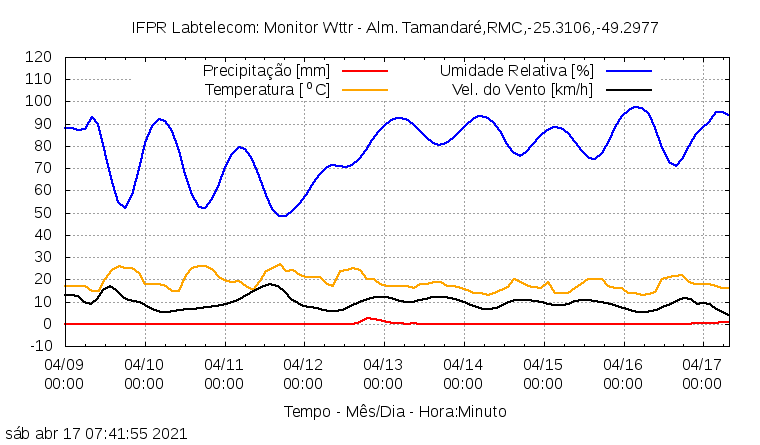 IFPR Labtelecom: Monitor Wttr - Alm. Tamandaré,RMC,-25.3106,-49.2977
120
110
100
90
80
70
60
50
40
30
20
10
0
-10
Precipitação [mm]
Temperatura [ ⁰C]
Umidade Relativa [%]
Vel. do Vento [km/h]
04/09 04/10 04/11 04/12 04/13 04/14 04/15 04/16 04/17
00:00 00:00 00:00 00:00 00:00 00:00 00:00 00:00 00:00
Tempo - Mês/Dia - Hora:Minuto
sáb abr 17 07:41:55 2021